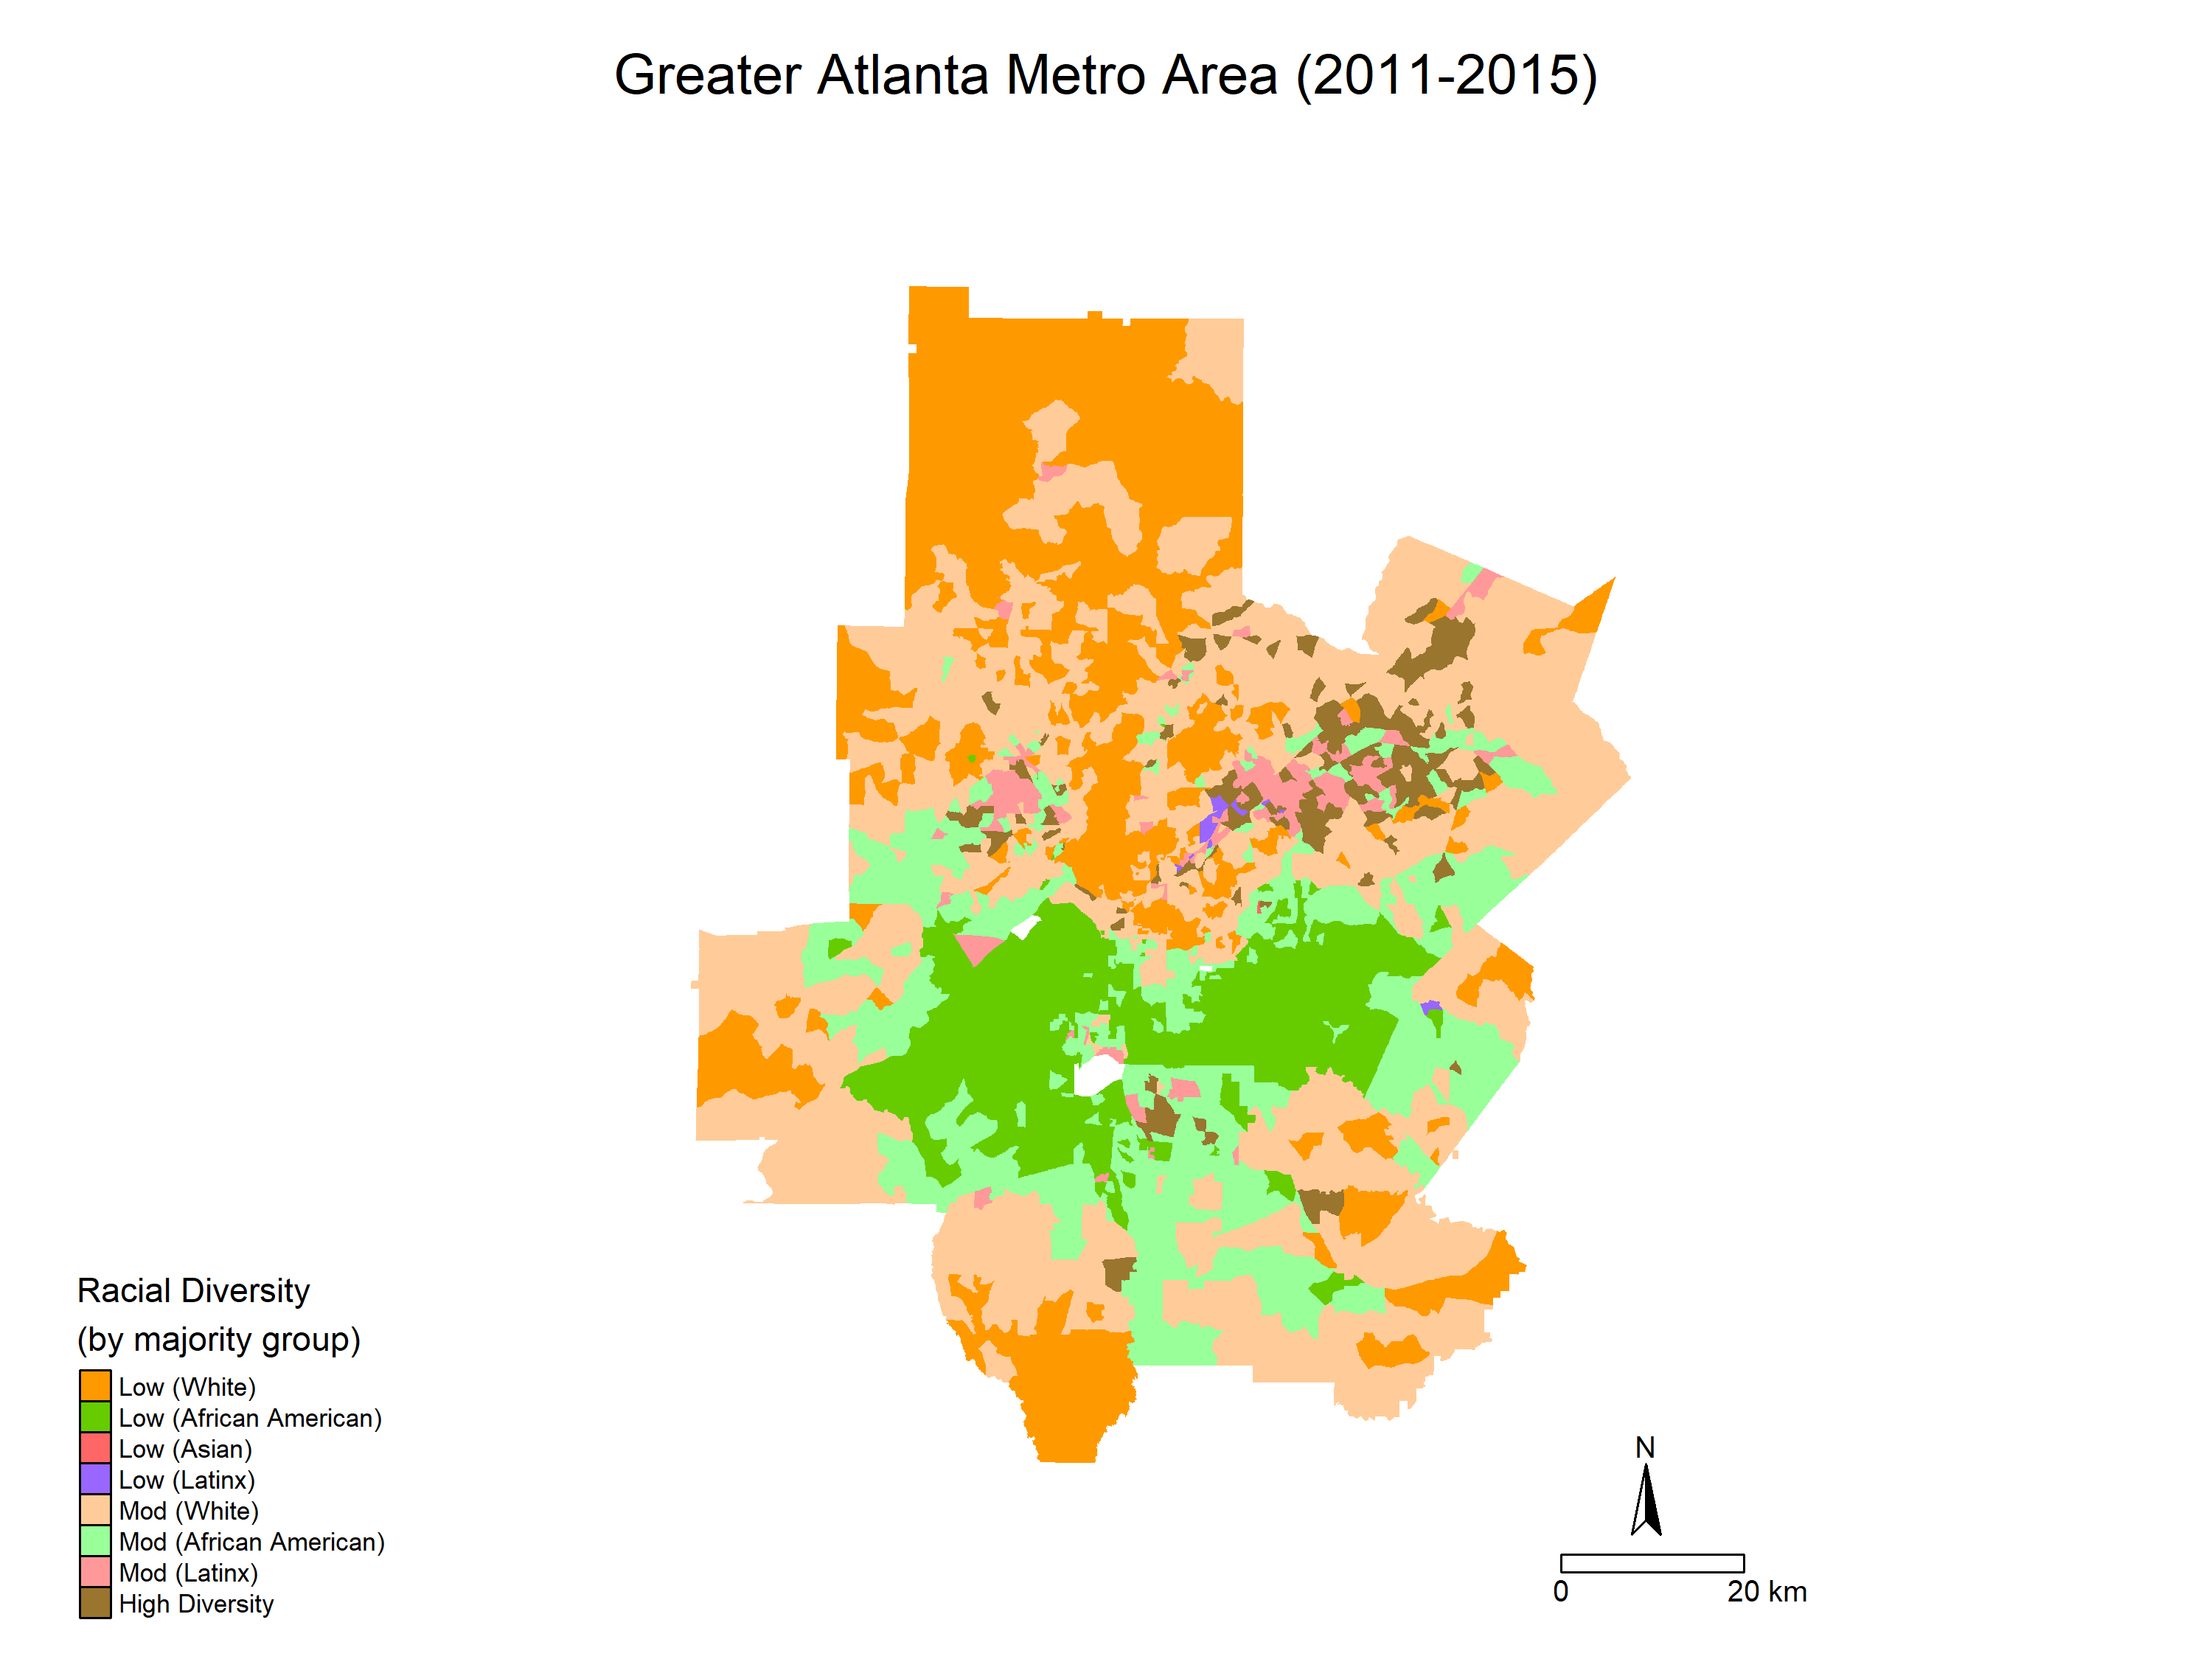 Greater Atlanta Metro Area (2011-2015)
Racial Diversity
(by majority group)
Low (White)
Low (African American)
Low (Asian)
Low (Latinx)
Mod (White)
Mod (African American)
Mod (Latinx)
High Diversity
N
0 20 km